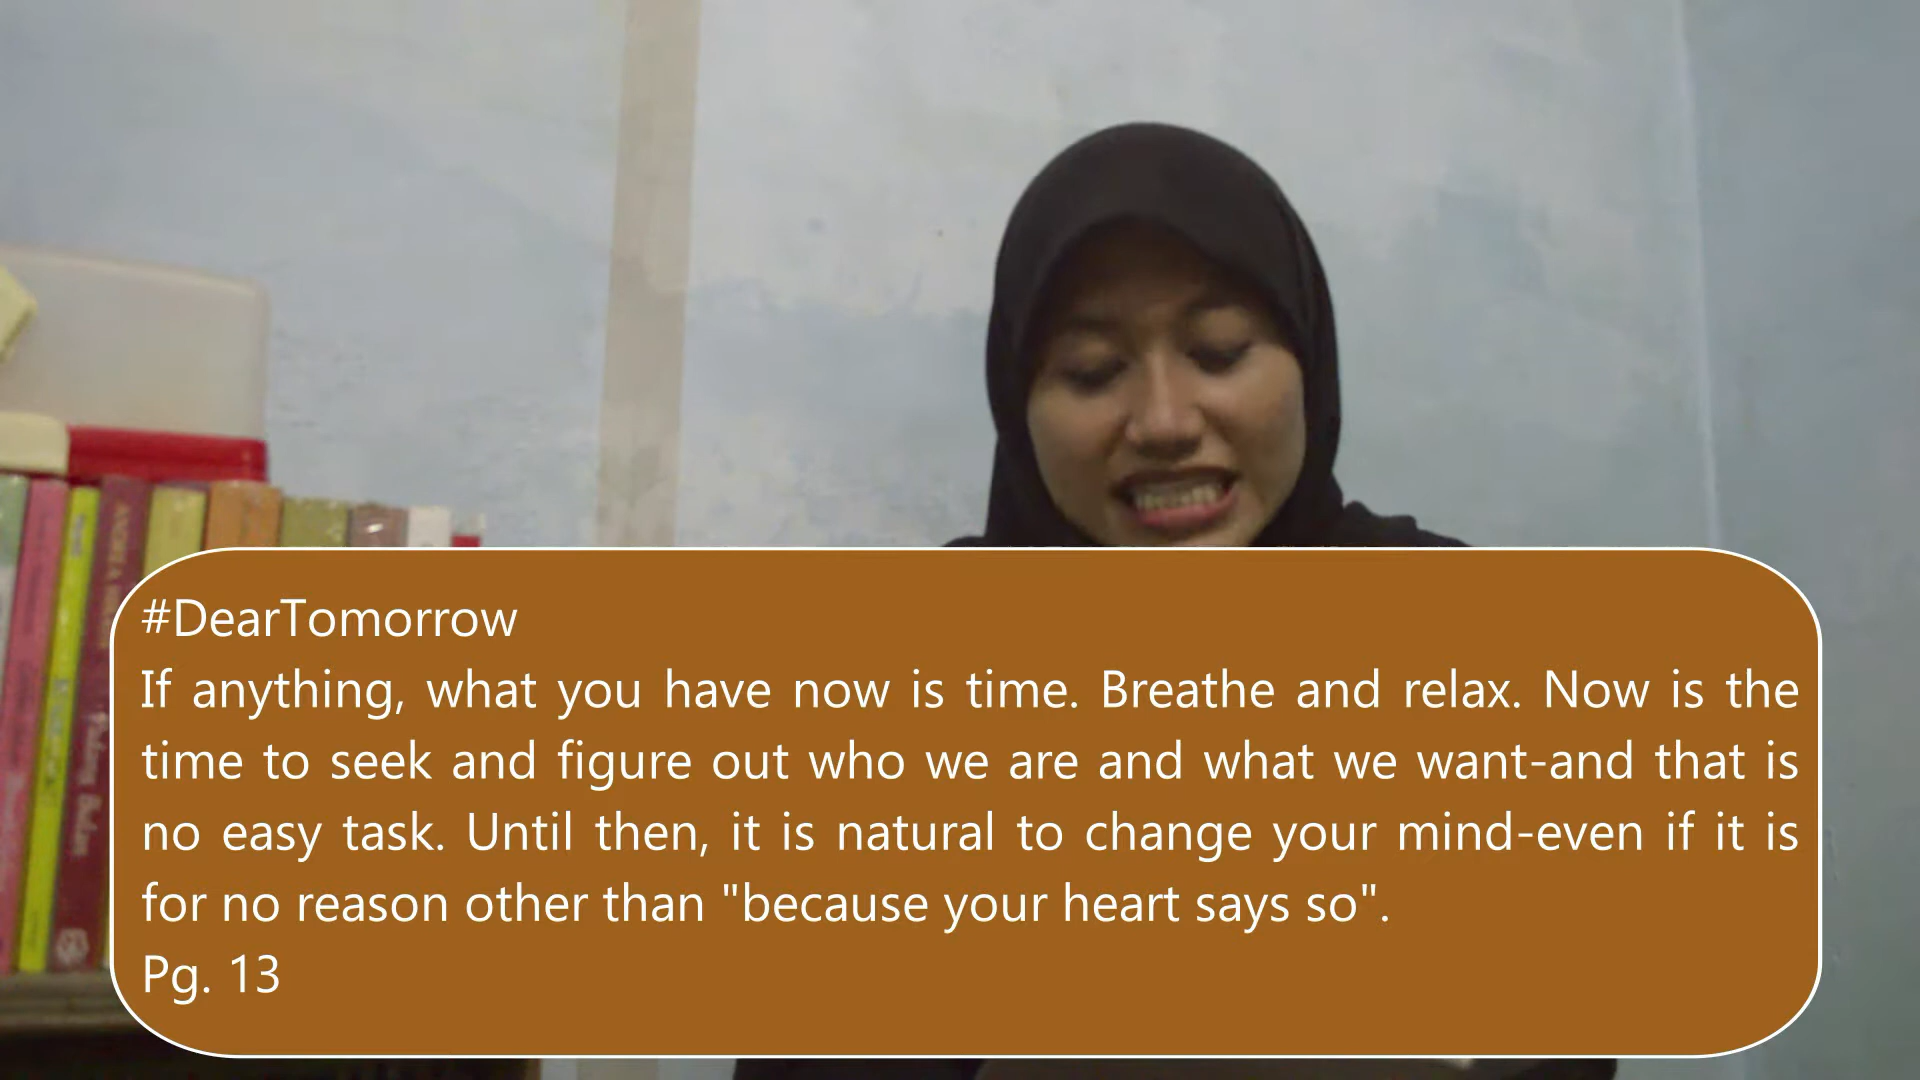 #DearTomorrow
If anything, what you have now is time. Breathe and relax. Now is the
time to seek and figure out who we are and what we want-and that is
no easy task. Until then, it is natural to change your mind-even if it is
for no reason other than "because your heart says so".
Pg. 13